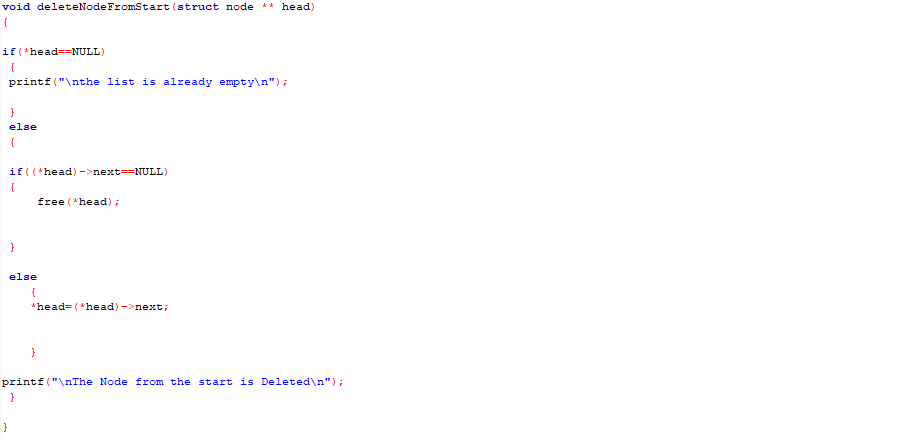 void deleteNodeFromStart(struct node ** head)
{
if(*head==NULL)
{
printf("\nthe list is already empty\n");
}
else
{
if((*head)->next==NULL)
{
free(*head);
}
else
{
*head=(*head)->next;
}
printf("\nThe Node from the start is Deleted\n");
}
}